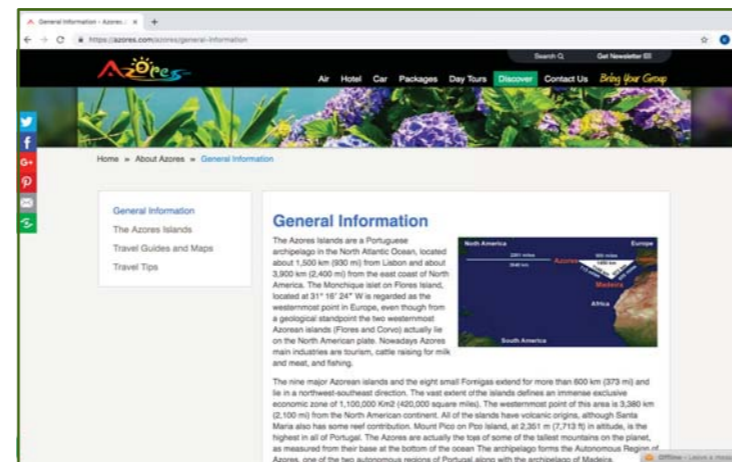 General Information - Azores
https://azores.com/azores/general-information
Search
Get Newsletter
Azores
Air Hotel Car Packages Day Tours Discover Contact Us Bring Your Group
Home » About Azores » General Information
General Information
The Azores Islands
Travel Guides and Maps
Travel Tips
General Information
The Azores Islands are a Portuguese
archipelago in the North Atlantic Ocean, located
about 1,500 km (930 mi) from Lisbon and about
3,900 km (2,400 mi) from the east coast of North
America. The Monchique islet on Flores Island,
located at 31° 16' 24" W is regarded as the
westernmost point in Europe, even though from
a geological standpoint the two westernmost
Azorean islands (Flores and Corvo) actually lie
on the North American plate. Nowadays Azores
main industries are tourism, cattle raising for milk
and meat, and fishing.
North America
Europe
Azores
Madeira
Africa
South America
The nine major Azorean islands and the eight small Formigas extend for more than 600 km (373 mi) and
lie in a northwest-southeast direction. The vast extent of the islands defines an immense exclusive
economic zone of 1,100,000 Km2 (420,000 square miles). The westernmost point of this area is 3,380 km
(2,100 mi) from the North American continent. All of the slands have volcanic origins, although Santa
Maria also has some reef contribution. Mount Pico on Pco Island, at 2,351 m (7,713 ft) in altitude, is the
highest in all of Portugal. The Azores are actually the tops of some of the tallest mountains on the planet,
as measured from their base at the bottom of the ocean The archipelago forms the Autonomous Region of
Azores, one of the two autonomous regions of Portugal along with the archipelago of Madeira.
Offline - Leave a